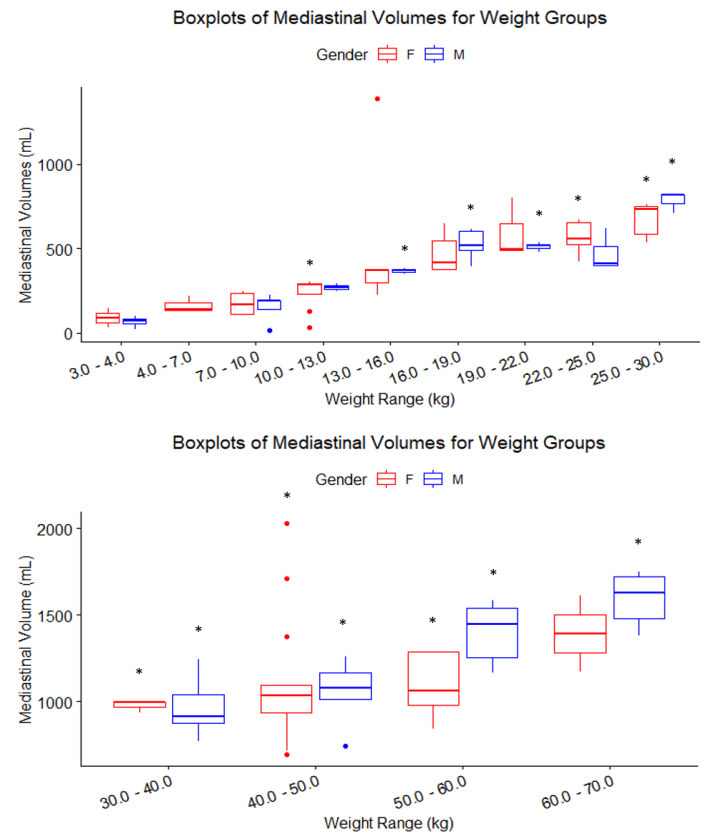 Boxplots of Mediastinal Volumes for Weight Groups
Gender F M
Mediastinal Volumes (mL)
1000
500
0
* * * * * * * *
3.0 - 4.0 4.0 - 7.0 7.0 - 10.0 10.0 - 13.0 13.0 - 16.0 16.0 - 19.0 19.0 - 22.0 22.0 - 25.0 25.0 - 30.0
Weight Range (kg)
Boxplots of Mediastinal Volumes for Weight Groups
Gender F M
Mediastinal Volume (mL)
2000
1500
1000
* * * * * * *
30.0 - 40.0 40.0 - 50.0 50.0 - 60.0 60.0 - 70.0
Weight Range (kg)